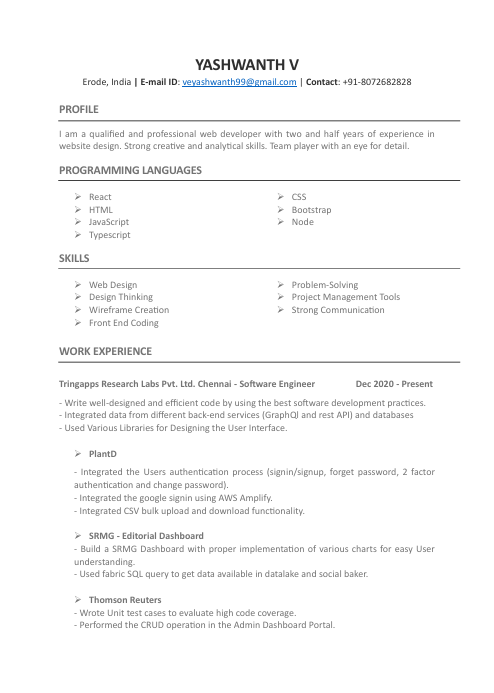 YASHWANTH V
Erode, India | E-mail ID: veyashwanth99@gmail.com | Contact: +91-8072682828
PROFILE
I am a qualified and professional web developer with two and half years of experience in
website design. Strong creative and analytical skills. Team player with an eye for detail.
PROGRAMMING LANGUAGES
➢ React
➢ HTML
➢ JavaScript
➢ Typescript
➢ CSS
➢ Bootstrap
➢ Node
SKILLS
➢ Web Design
➢ Design Thinking
➢ Wireframe Creation
➢ Front End Coding
➢ Problem-Solving
➢ Project Management Tools
➢ Strong Communication
WORK EXPERIENCE
Tringapps Research Labs Pvt. Ltd. Chennai - Software Engineer Dec 2020 - Present
- Write well-designed and efficient code by using the best software development practices.
- Integrated data from different back-end services (GraphQl and rest API) and databases
- Used Various Libraries for Designing the User Interface.
➢ PlantD
- Integrated the Users authentication process (signin/signup, forget password, 2 factor
authentication and change password).
- Integrated the google signin using AWS Amplify.
- Integrated CSV bulk upload and download functionality.
➢ SRMG - Editorial Dashboard
- Build a SRMG Dashboard with proper implementation of various charts for easy User
understanding.
- Used fabric SQL query to get data available in datalake and social baker.
➢ Thomson Reuters
- Wrote Unit test cases to evaluate high code coverage.
- Performed the CRUD operation in the Admin Dashboard Portal.